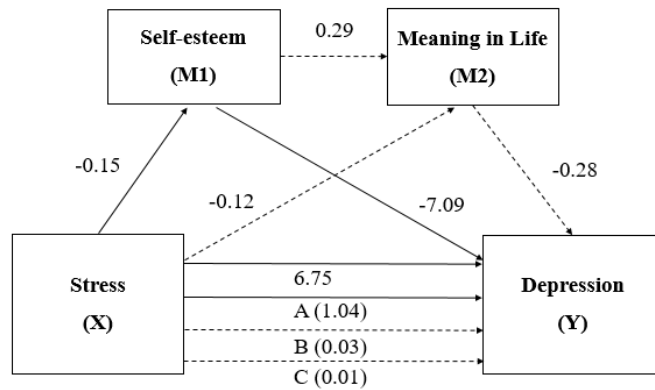 Self-esteem
(M1)
0.29
Meaning in Life
(M2)
-0.15
-0.12
-7.09
-0.28
Stress
(X)
6.75
A (1.04)
B (0.03)
C (0.01)
Depression
(Y)